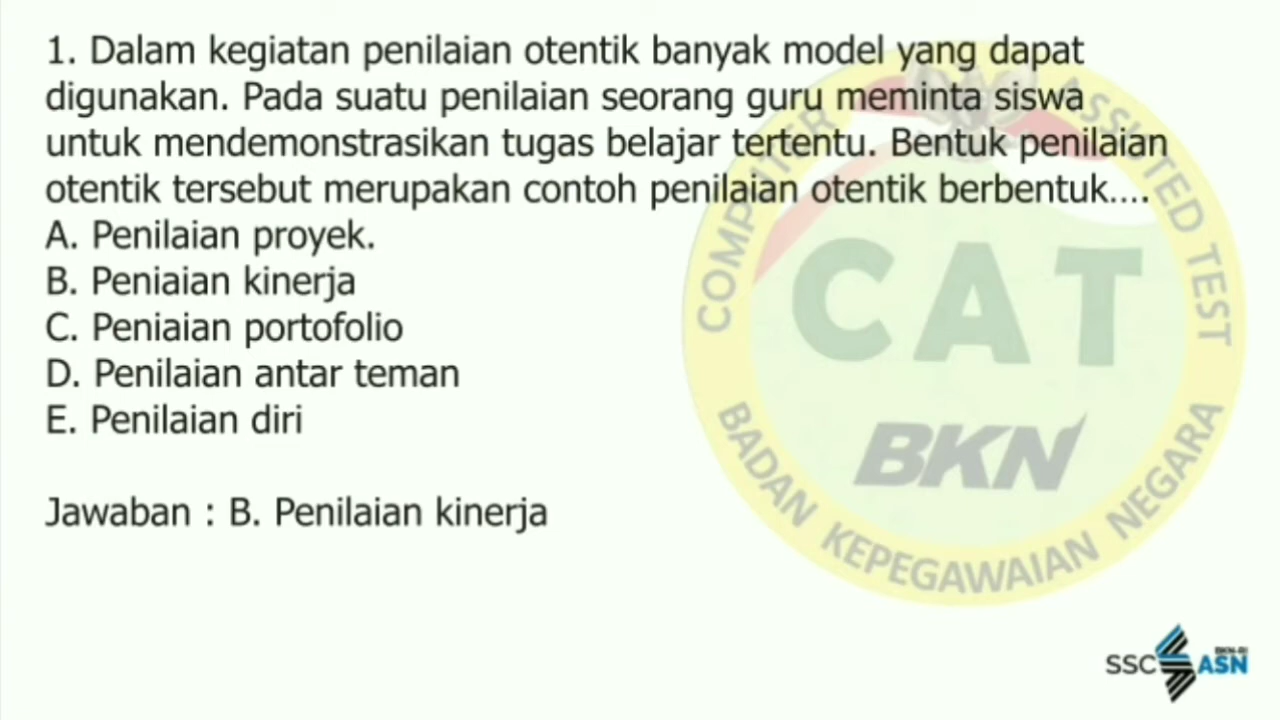 1. Dalam kegiatan penilaian otentik banyak model yang dapat
digunakan. Pada suatu penilaian seorang guru meminta siswa
untuk mendemonstrasikan tugas belajar tertentu. Bentuk penilaian
otentik tersebut merupakan contoh penilaian otentik berbentuk....
A. Penilaian proyek.
B. Peniaian kinerja
C. Peniaian portofolio
D. Penilaian antar teman
E. Penilaian diri
Jawaban : B. Penilaian kinerja
COMPUTER ASSISTED TEST
CAT
BKN
BADAN KEPEGAWAIAN NEGARA
BKN-RI
SSC ASN